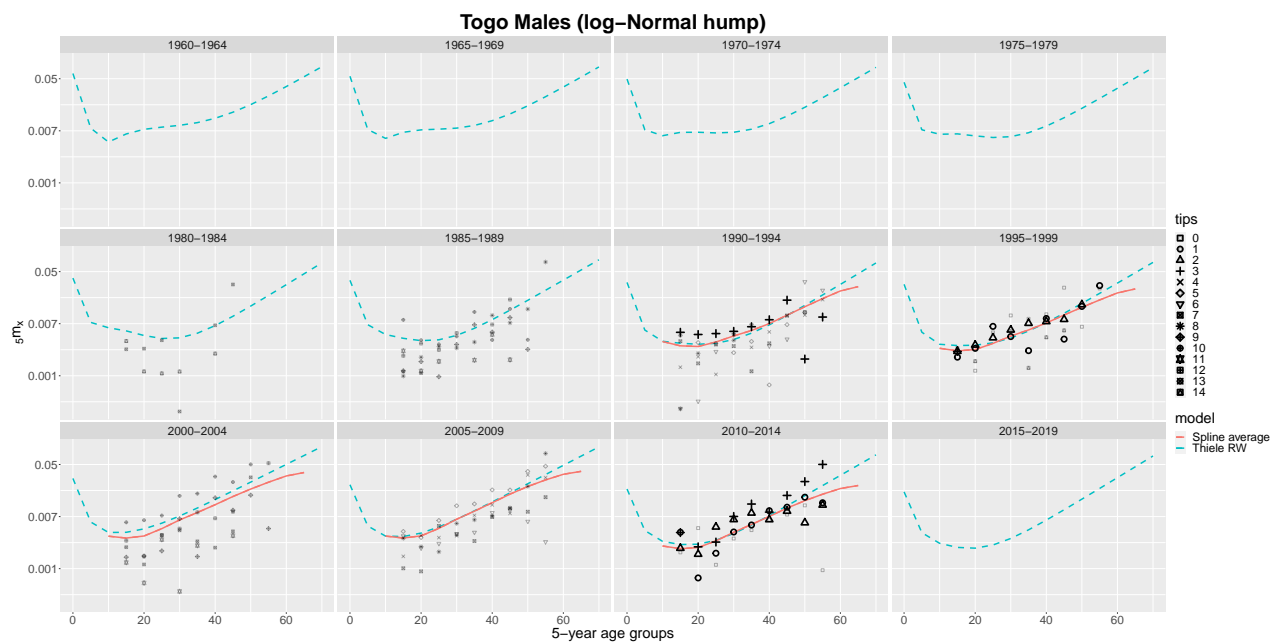 Togo Males (log−Normal hump)
1960−1964 1965−1969 1970−1974 1975−1979
0.05
0.007
0.001
1980−1984 1985−1989 1990−1994 1995−1999
0.05
0.007
0.001
2000−2004 2005−2009 2010−2014 2015−2019
0.05
0.007
0.001
0 20 40 60 0 20 40 60 0 20 40 60 0 20 40 60
5−year age groups
5mx
tips
0
1
2
3
4
5
6
7
8
9
10
11
12
13
14
model
Spline average
Thiele RW